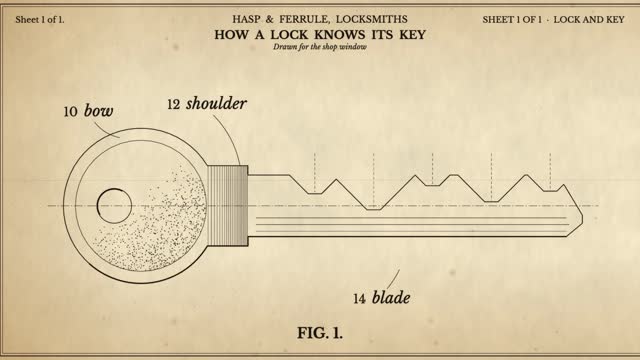 Sheet 1 of 1.
HASP & FERRULE, LOCKSMITHS
SHEET 1 OF 1 · LOCK AND KEY
HOW A LOCK KNOWS ITS KEY
Drawn for the shop window
10 bow
12 shoulder
14 blade
FIG. 1.